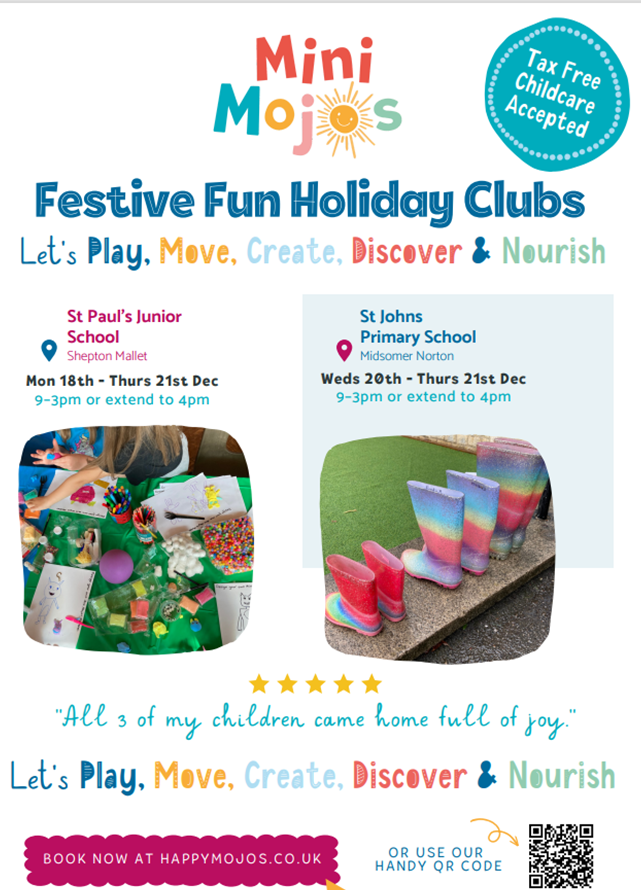 Mini
Mojos
Tax Free
Childcare
Accepted
Festive Fun Holiday Clubs
Let's Play, Move, Create, Discover & Nourish
St Paul's Junior
School
Shepton Mallet
Mon 18th - Thurs 21st Dec
9-3pm or extend to 4pm
St Johns
Primary School
Midsomer Norton
Weds 20th - Thurs 21st Dec
9-3pm or extend to 4pm
"All 3 of my children came home full of joy."
Let's Play, Move, Create, Discover & Nourish
BOOK NOW AT HAPPYMOJOS.CO.UK
OR USE OUR
HANDY QR CODE